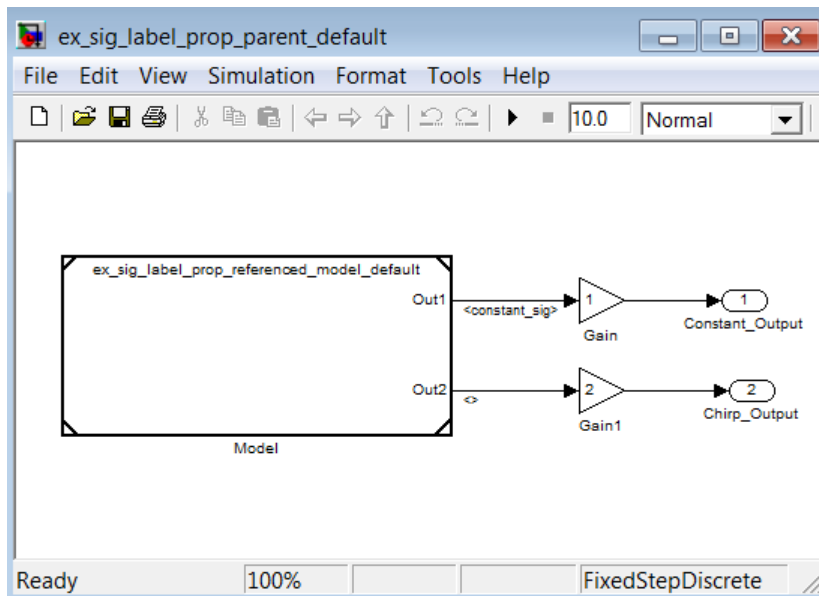 ex_sig_label_prop_parent_default
File Edit View Simulation Format Tools Help
10.0 Normal
ex_sig_label_prop_referenced_model_default
Out1
<constant_sig>
1
Gain
1
Constant_Output
Out2
<>
2
Gain1
2
Chirp_Output
Model
Ready 100% FixedStepDiscrete